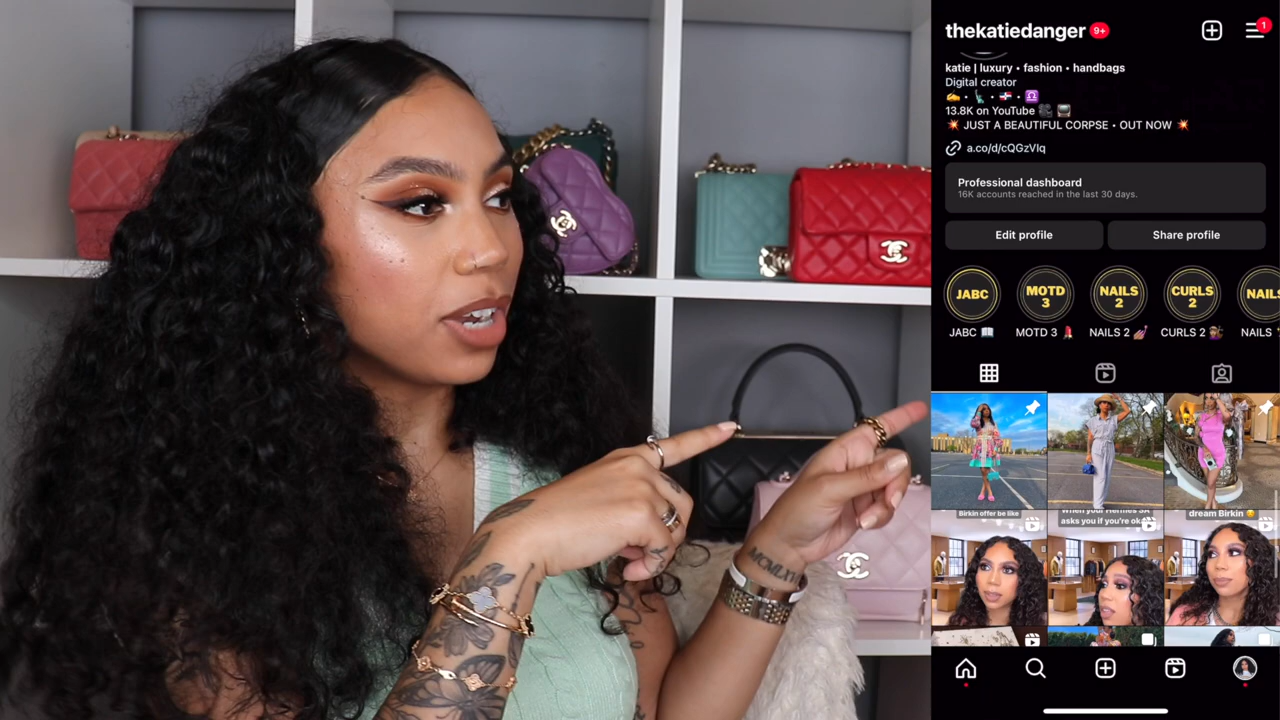 thekatiedanger 9+
1
katie | luxury • fashion • handbags
Digital creator
✍️ • 🗽 • 🇩🇴 • ♎
13.8K on YouTube 🎥 📺
💥 JUST A BEAUTIFUL CORPSE • OUT NOW 💥
a.co/d/cQGzVIq
Professional dashboard
16K accounts reached in the last 30 days.
Edit profile
Share profile
JABC
MOTD
3
NAILS
2
CURLS
2
NAILS
JABC 📖
MOTD 3 💄
NAILS 2 💅🏽
CURLS 2
NAILS
Birkin offer be like
When your Hermes SA
asks you if you're ok
dream Birkin